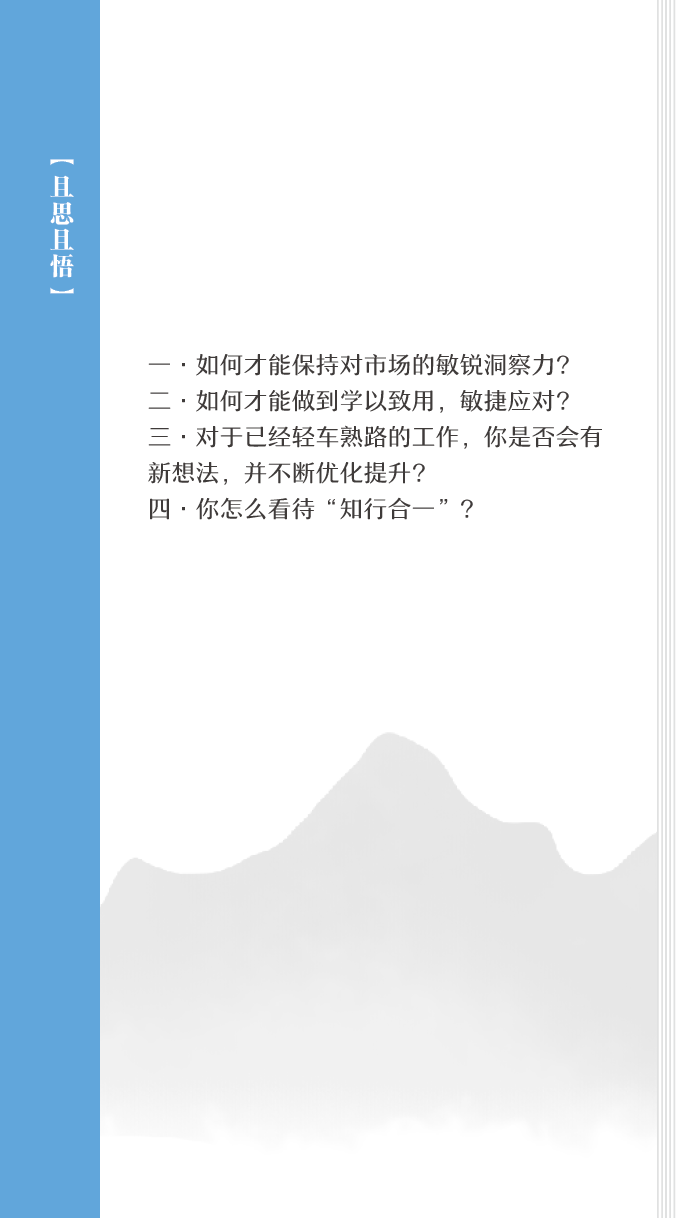 【且思且悟】
一·如何才能保持对市场的敏锐洞察力？
二·如何才能做到学以致用，敏捷应对？
三·对于已经轻车熟路的工作，你是否会有
新想法，并不断优化提升？
四·你怎么看待“知行合一”？